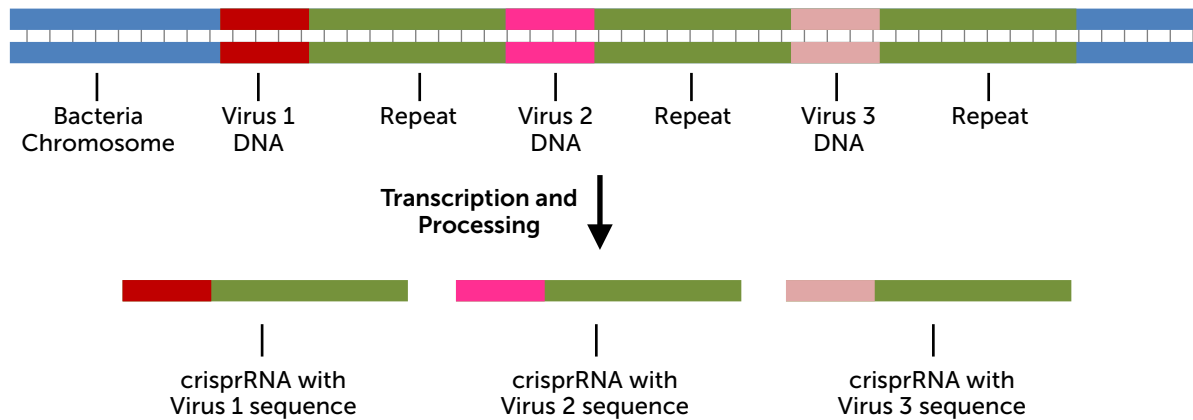 Bacteria
Chromosome
Virus 1
DNA
Repeat
Virus 2
DNA
Repeat
Virus 3
DNA
Repeat
Transcription and
Processing
crisprRNA with
Virus 1 sequence
crisprRNA with
Virus 2 sequence
crisprRNA with
Virus 3 sequence